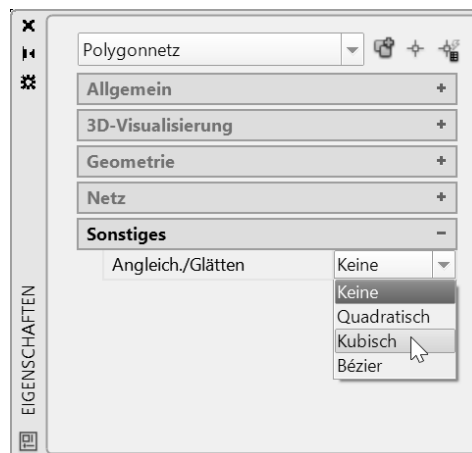 Polygonnetz
Allgemein +
3D-Visualisierung +
Geometrie +
Netz +
Sonstiges −
Angleich./Glätten Keine
Keine
Quadratisch
Kubisch
Bézier
EIGENSCHAFTEN